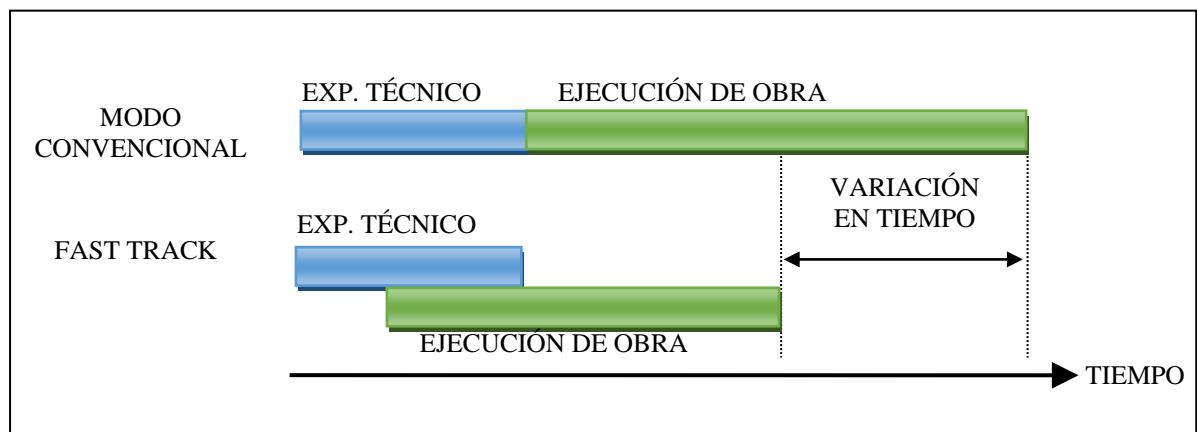 EXP. TÉCNICO
EJECUCIÓN DE OBRA
MODO
CONVENCIONAL
VARIACIÓN
EN TIEMPO
EXP. TÉCNICO
FAST TRACK
EJECUCIÓN DE OBRA
TIEMPO